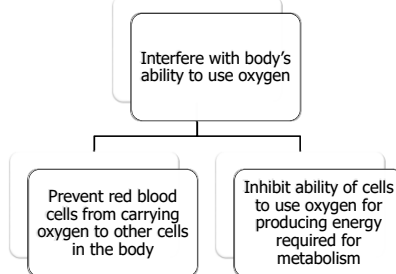 Interfere with body’s
ability to use oxygen
Prevent red blood
cells from carrying
oxygen to other cells
in the body
Inhibit ability of cells
to use oxygen for
producing energy
required for
metabolism